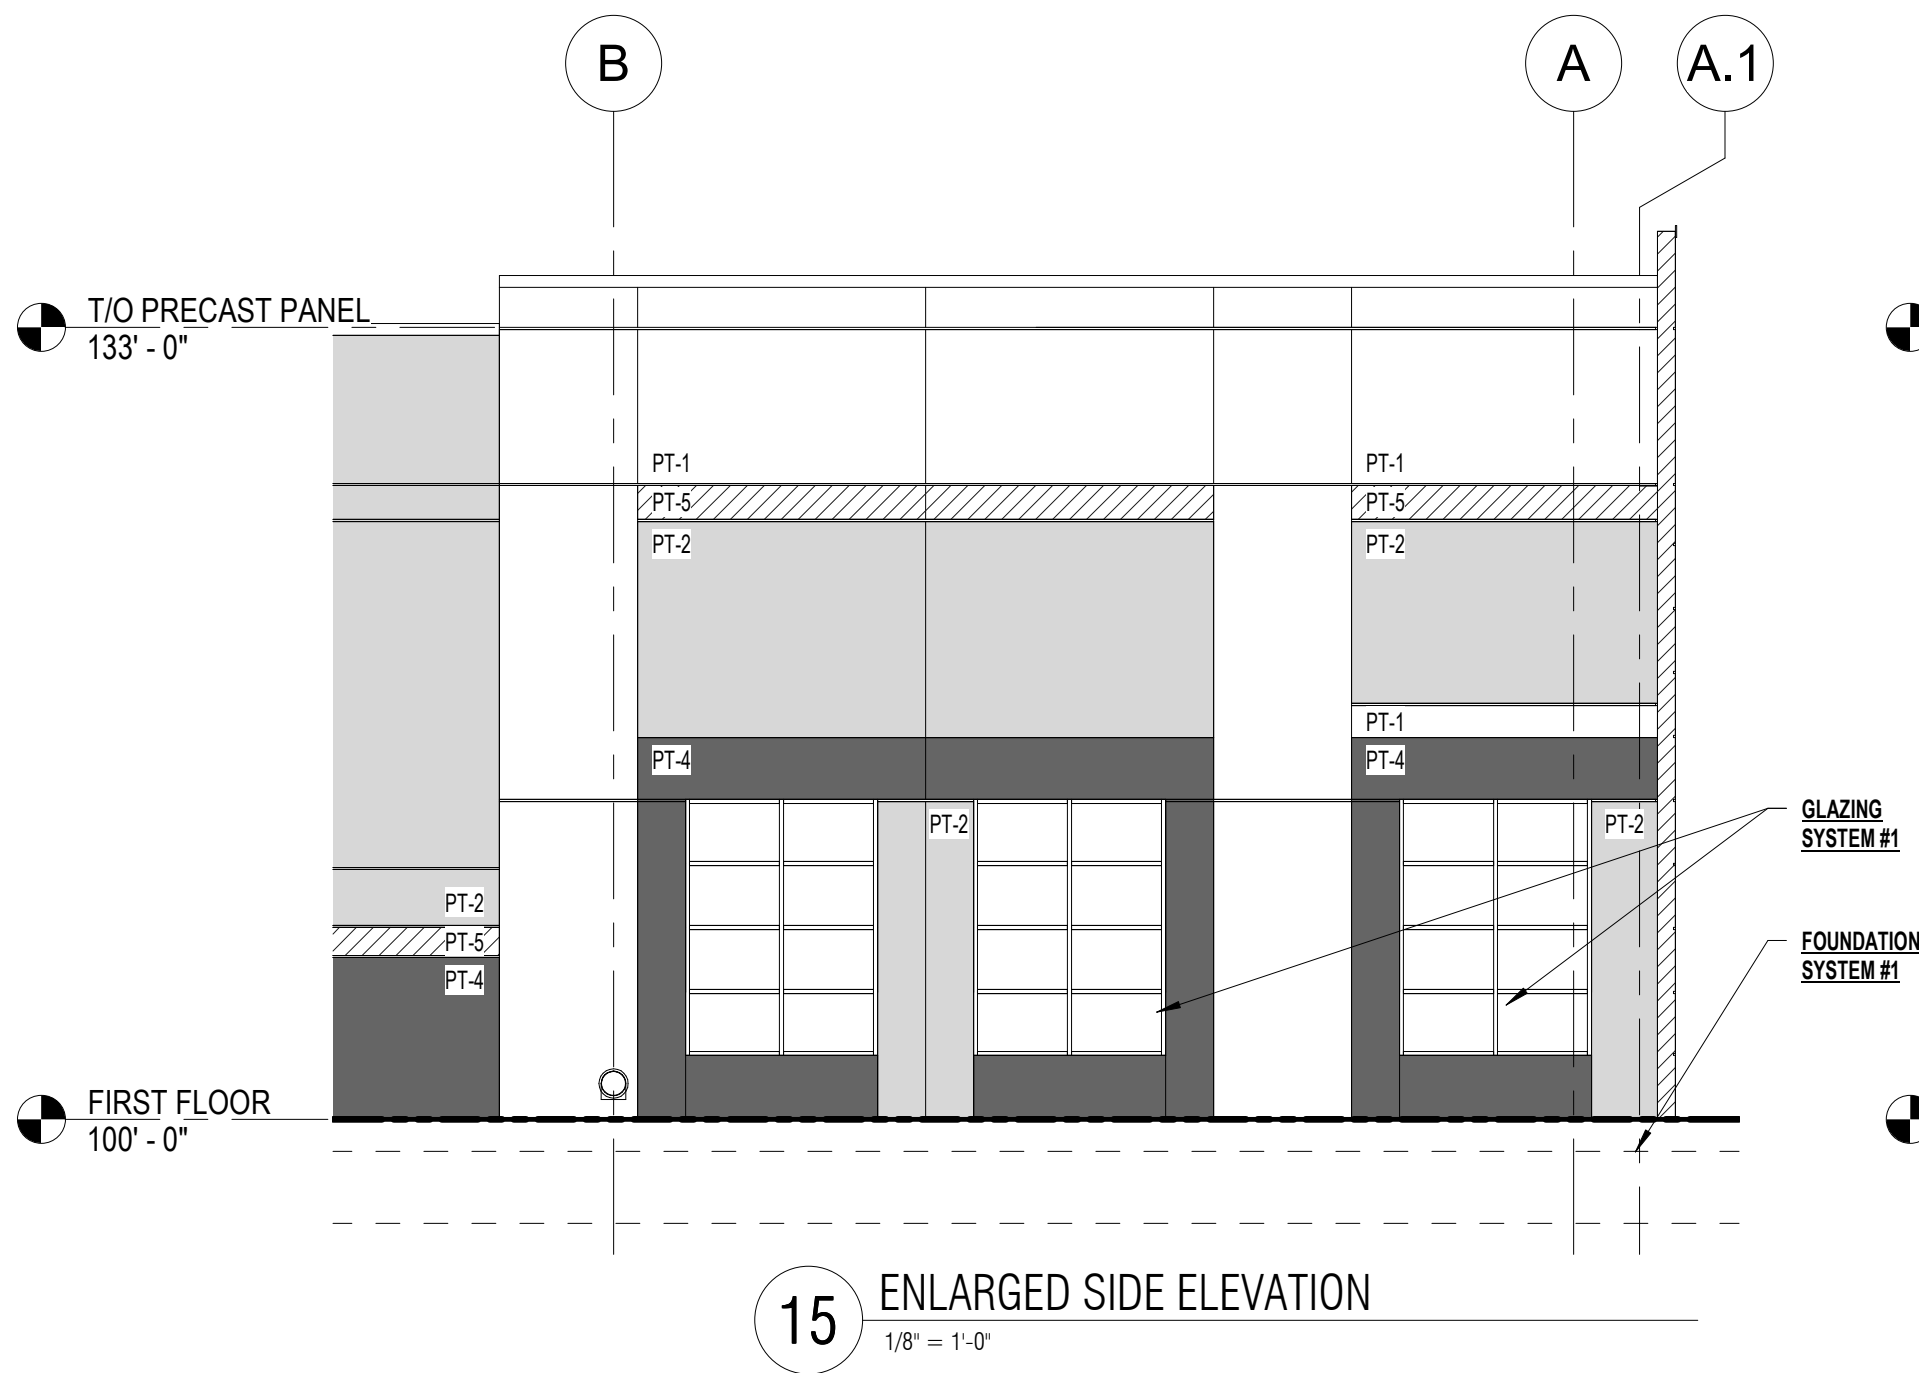 B
A
A.1
T/O PRECAST PANEL
133' - 0"
PT-1
PT-1
PT-5
PT-5
PT-2
PT-2
PT-1
PT-4
PT-4
PT-2
PT-2
GLAZING
SYSTEM #1
PT-2
PT-5
PT-4
FOUNDATION
SYSTEM #1
FIRST FLOOR
100' - 0"
15
ENLARGED SIDE ELEVATION
1/8" = 1'-0"